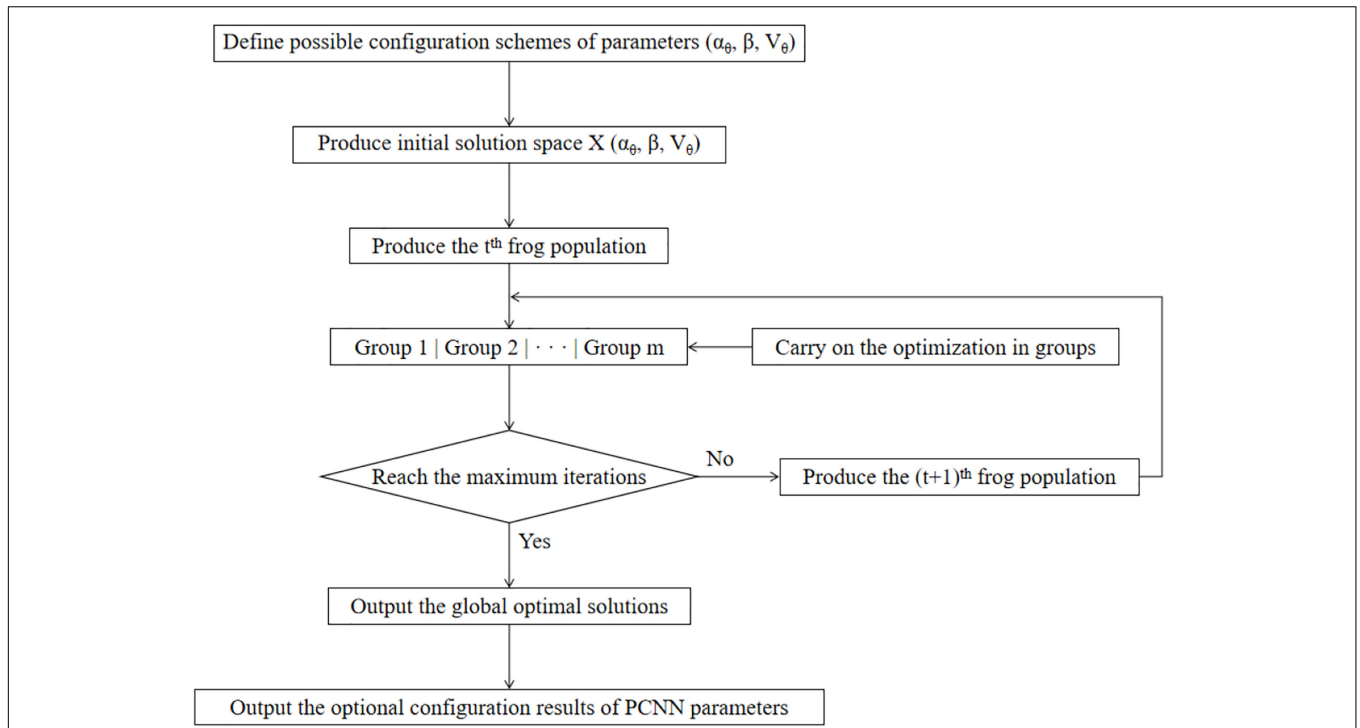 Define possible configuration schemes of parameters (αθ, β, Vθ)
Produce initial solution space X (αθ, β, Vθ)
Produce the tth frog population
Group 1 | Group 2 | · · · | Group m
Carry on the optimization in groups
Reach the maximum iterations
No
Produce the (t+1)th frog population
Yes
Output the global optimal solutions
Output the optional configuration results of PCNN parameters